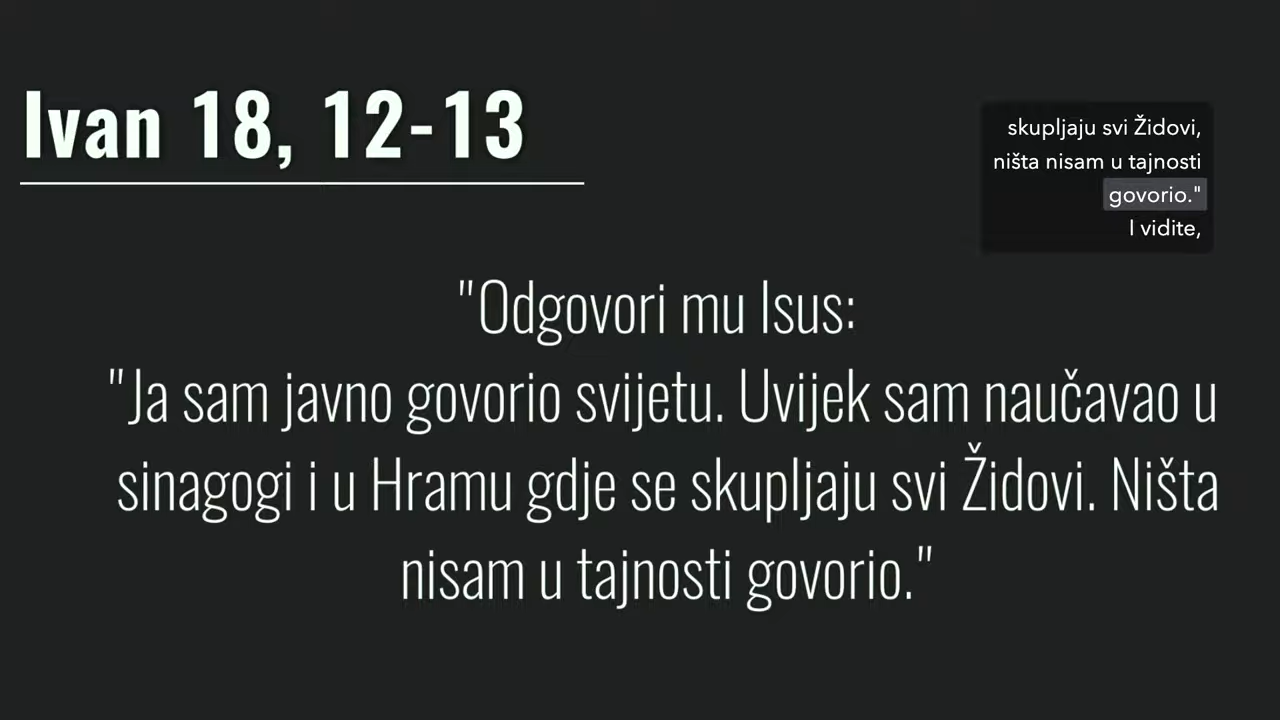 Ivan 18, 12-13
skupljaju svi Židovi,
ništa nisam u tajnosti
govorio."
I vidite,
"Odgovori mu Isus:
"Ja sam javno govorio svijetu. Uvijek sam naučavao u
sinagogi i u Hramu gdje se skupljaju svi Židovi. Ništa
nisam u tajnosti govorio."